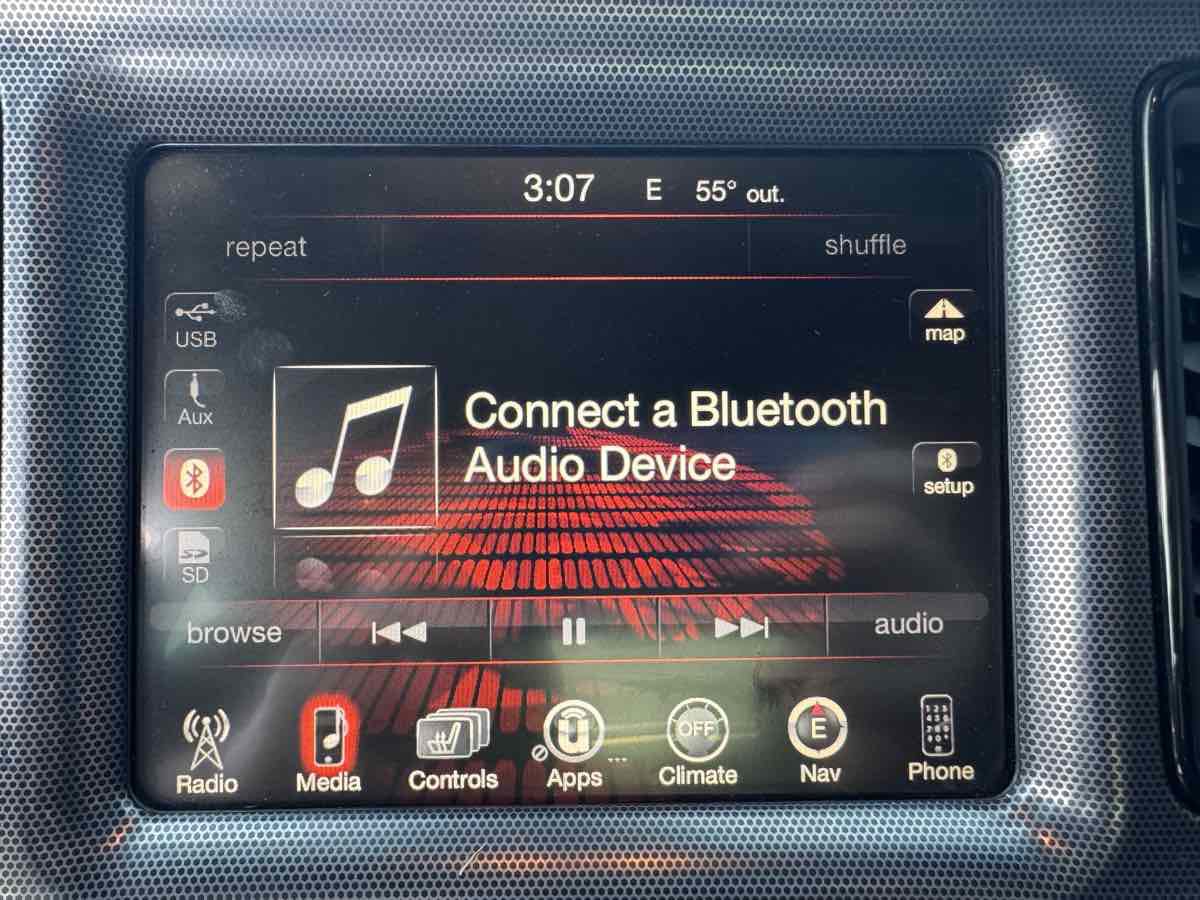 3:07 E 55° out.
repeat shuffle
USB
map
Aux
Connect a Bluetooth
Audio Device
setup
SD
browse audio
OFF
E
Radio
Media
Controls
Apps
Climate
Nav
Phone